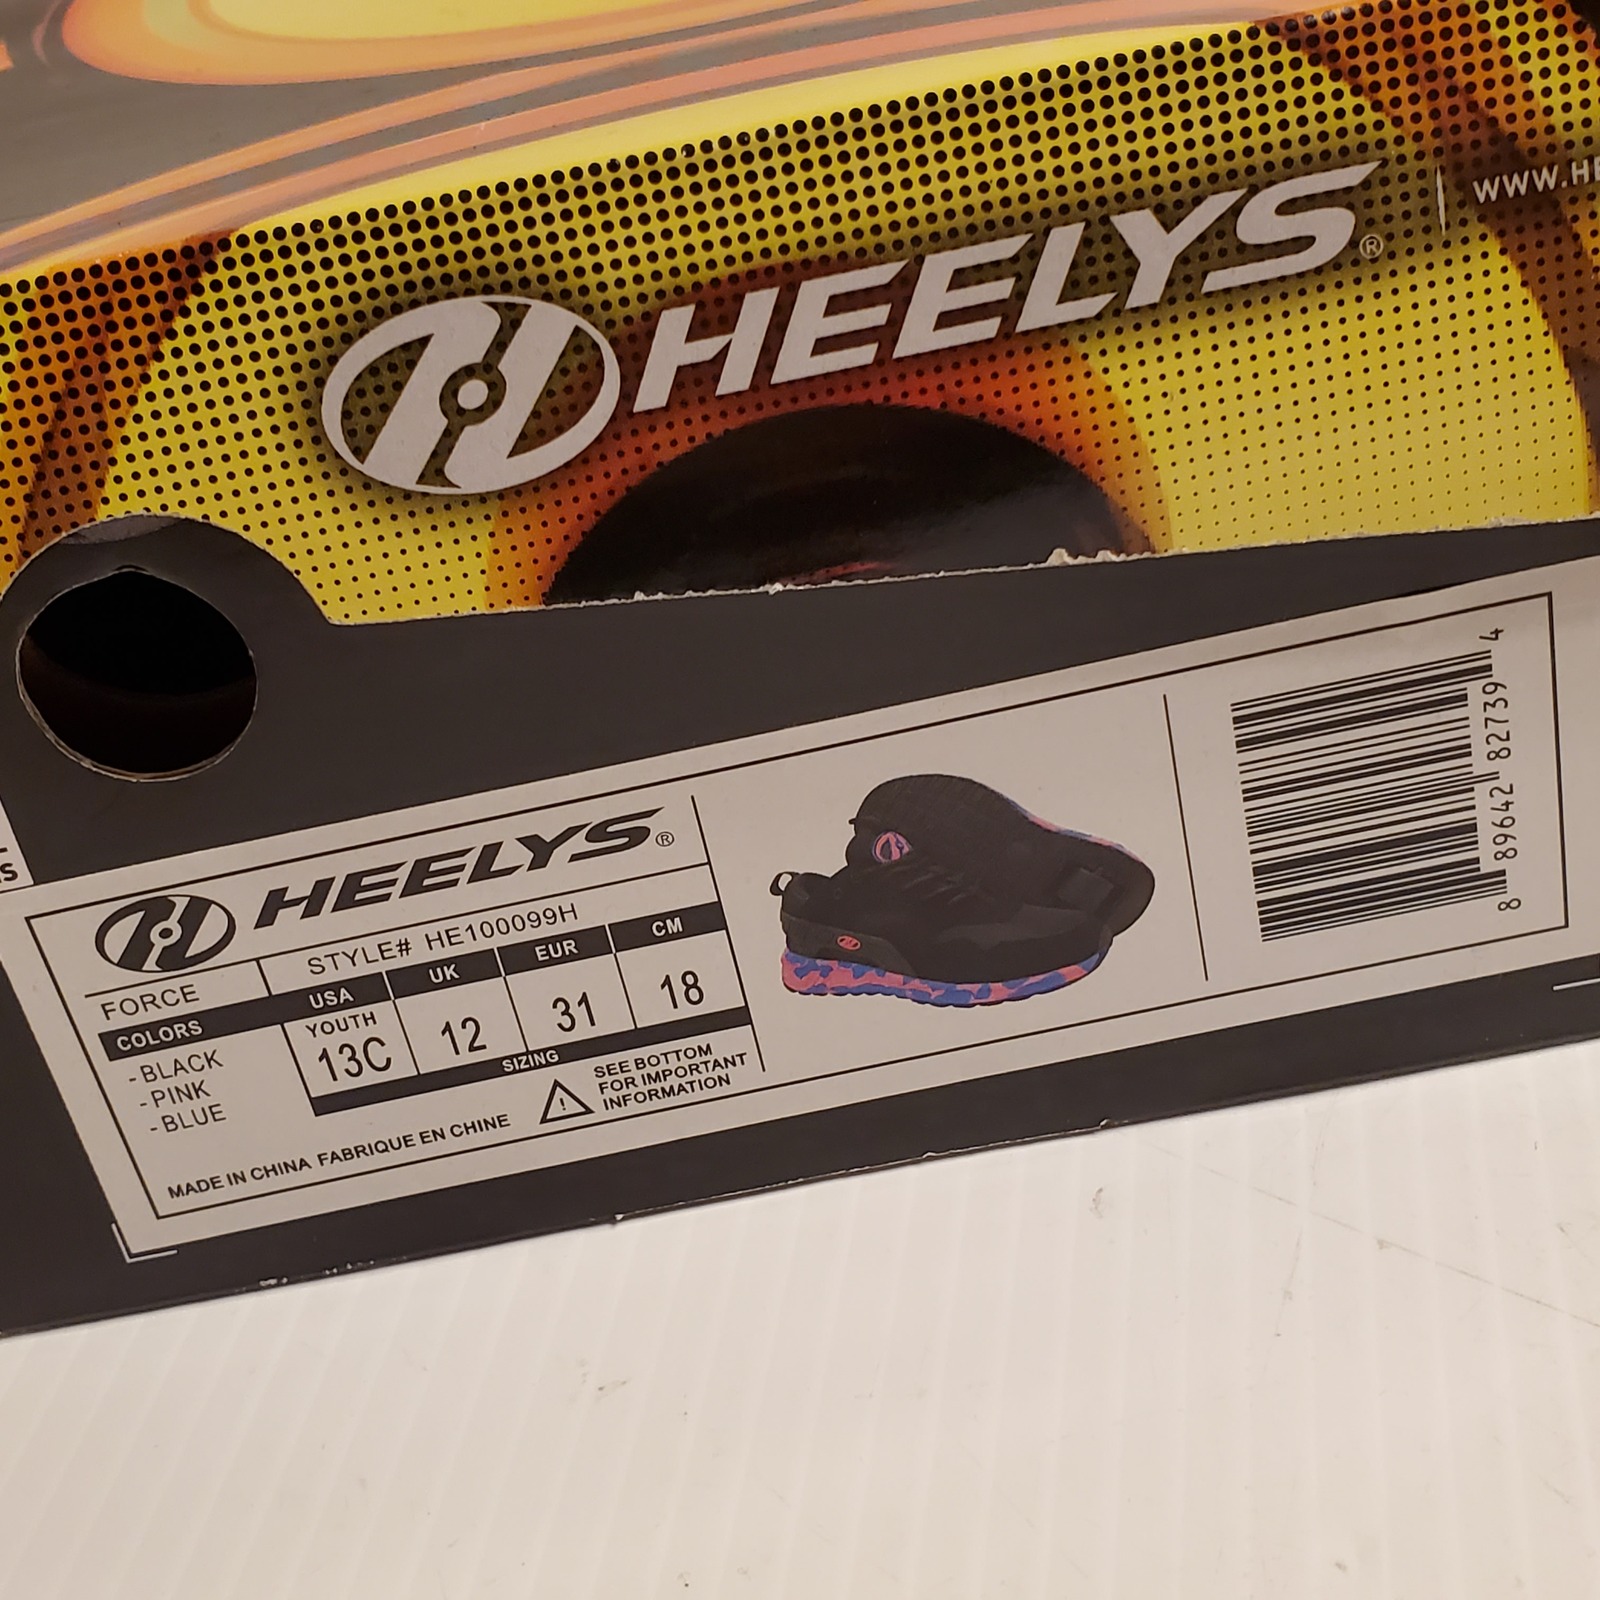 HEELYS®
WWW.HE
HEELYS®
FORCE
STYLE# HE100099H
COLORS
- BLACK
- PINK
- BLUE
USA UK EUR CM
YOUTH
13C 12 31 18
SIZING
SEE BOTTOM
FOR IMPORTANT
INFORMATION
MADE IN CHINA FABRIQUE EN CHINE
8 89642 82739 4